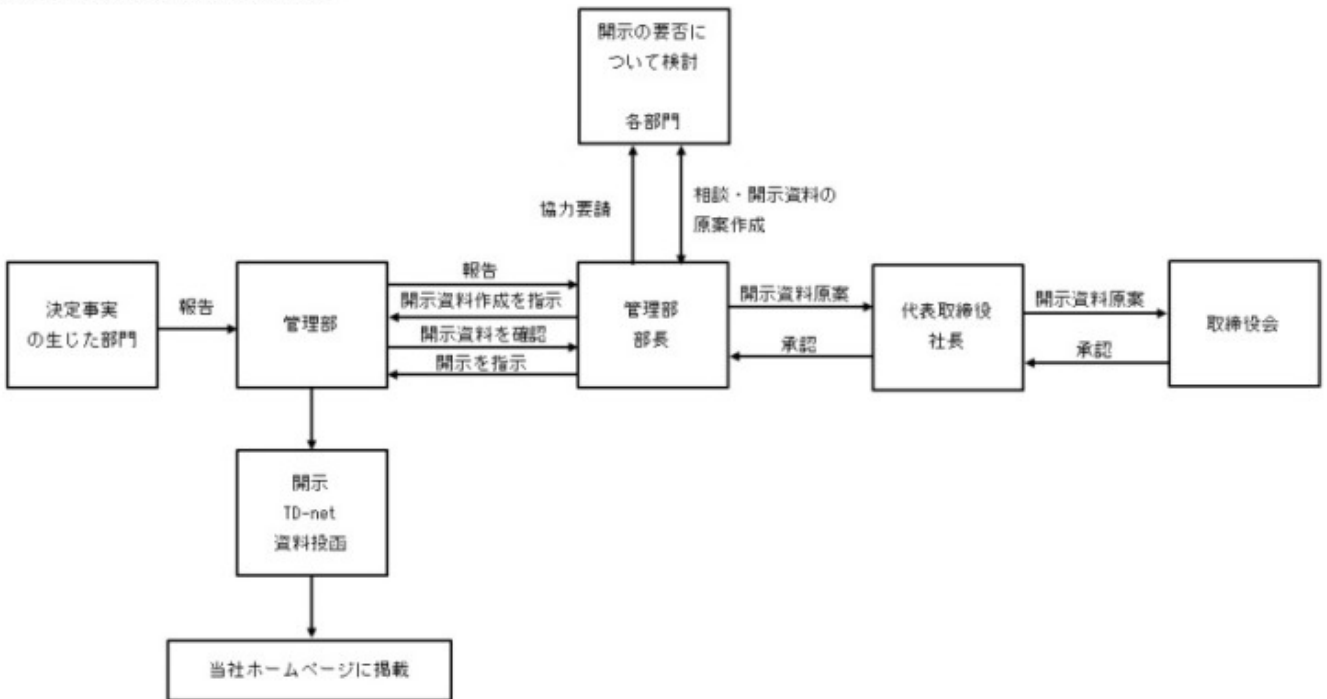 開示の要否に
ついて検討
各部門
協力要請
相談・開示資料の
原案作成
決定事実
の生じた部門
報告
管理部
報告
開示資料作成を指示
開示資料を確認
開示を指示
管理部
部長
開示資料原案
承認
代表取締役
社長
開示資料原案
承認
取締役会
開示
TD-net
資料投函
当社ホームページに掲載